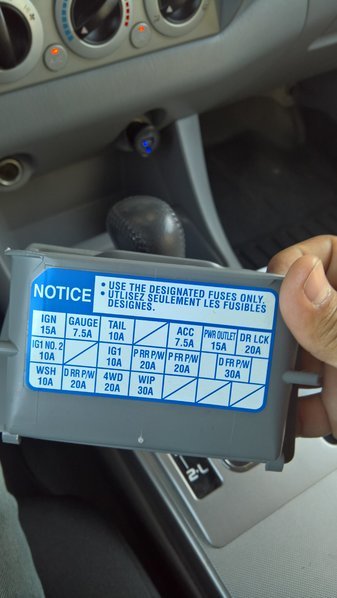 NOTICE
• USE THE DESIGNATED FUSES ONLY.
• UTLISEZ SEULEMENT LES FUSIBLES
DESIGNES.
IGN 15A GAUGE 7.5A TAIL 10A ACC 7.5A PWR OUTLET 15A DR LCK 20A
IG1 NO. 2 10A IG1 10A P RR P/W 20A P FR P/W 20A D FR P/W 30A
WSH 10A D RR P/W 20A 4WD 20A WIP 30A
2-L